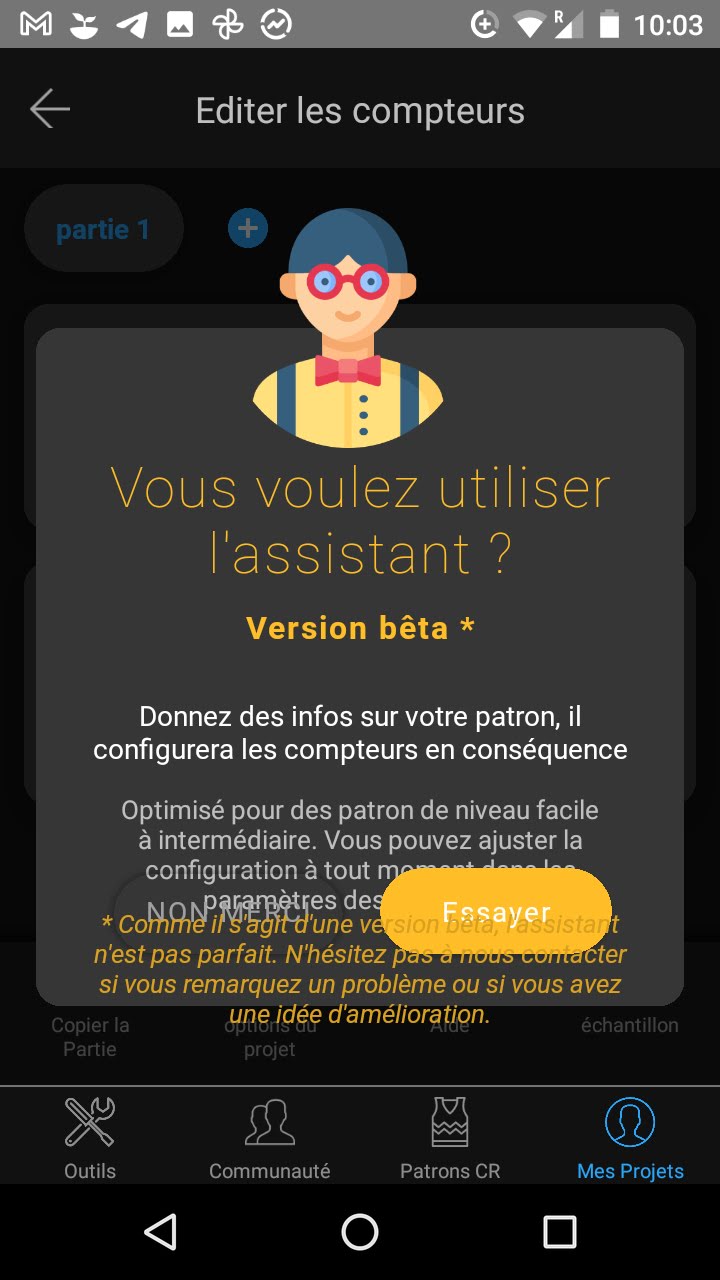 R
10:03
Editer les compteurs
partie 1
Vous voulez utiliser
l'assistant ?
Version bêta *
Donnez des infos sur votre patron, il
configurera les compteurs en conséquence
Optimisé pour des patron de niveau facile
à intermédiaire. Vous pouvez ajuster la
configuration à tout moment dans les
paramètres des
NON MERCI
Essayer
* Comme il s'agit d'une version bêta, l'assistant
n'est pas parfait. N'hésitez pas à nous contacter
si vous remarquez un problème ou si vous avez
une idée d'amélioration.
Copier la
Partie
options du
projet
Aide
échantillon
Outils
Communauté
Patrons CR
Mes Projets